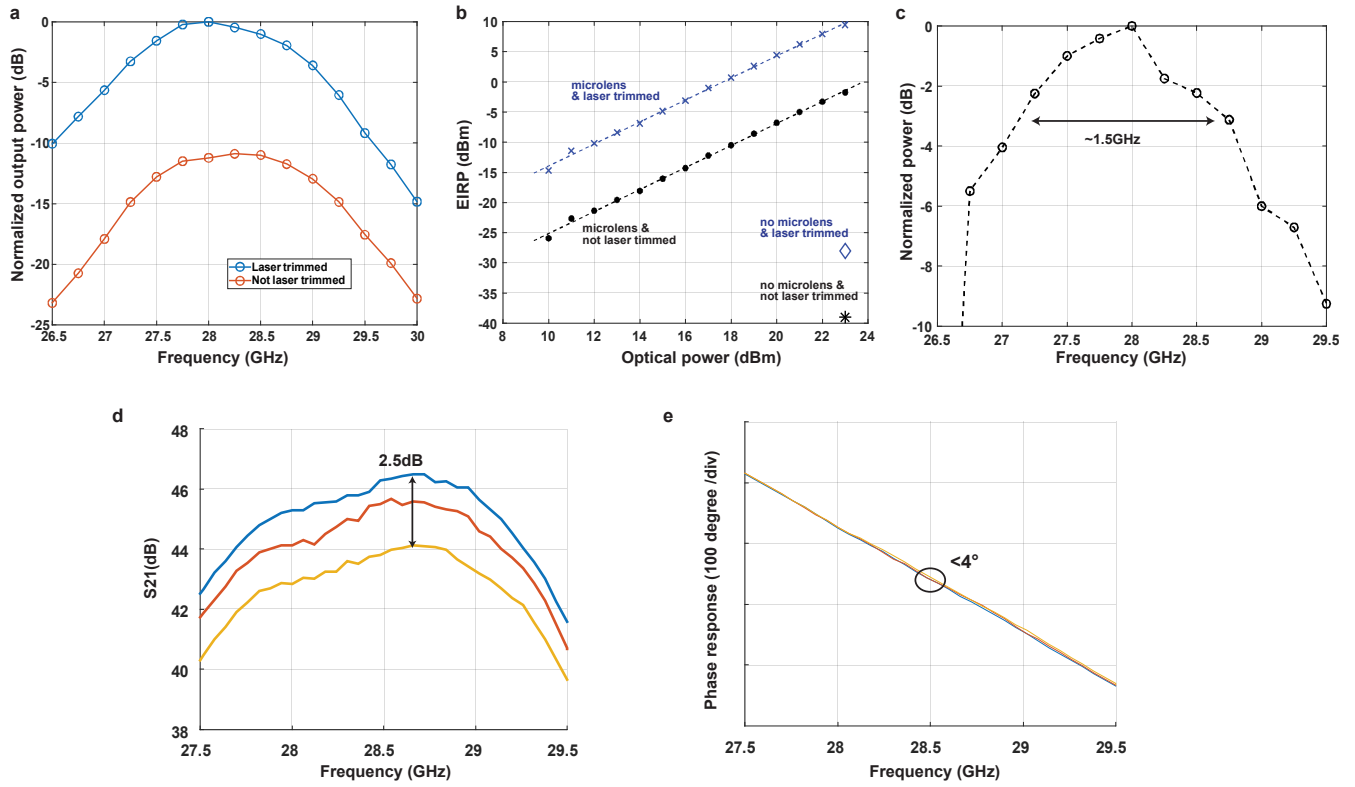 a
Normalized output power (dB)
0
-5
-10
-15
-20
-25
26.5 27 27.5 28 28.5 29 29.5 30
Frequency (GHz)
Laser trimmed
Not laser trimmed
b
EIRP (dBm)
10
5
0
-5
-10
-15
-20
-25
-30
-35
-40
10 12 14 16 18 20 22 24
Optical power (dBm)
microlens
& laser trimmed
microlens &
not laser timmed
no microlens
& laser trimmed
no microlens &
not laser trimmed
c
Normalized power (dB)
0
-2
-4
-6
-8
-10
27 27.5 28 28.5 29 29.5
Frequency (GHz)
~1.5GHz
d
S21(dB)
48
46
44
42
40
38
27.5 28 28.5 29 29.5
Frequency (GHz)
2.5dB
e
Phase response (100 degree /div)
27.5 28 28.5 29 29.5
Frequency (GHz)
<4°